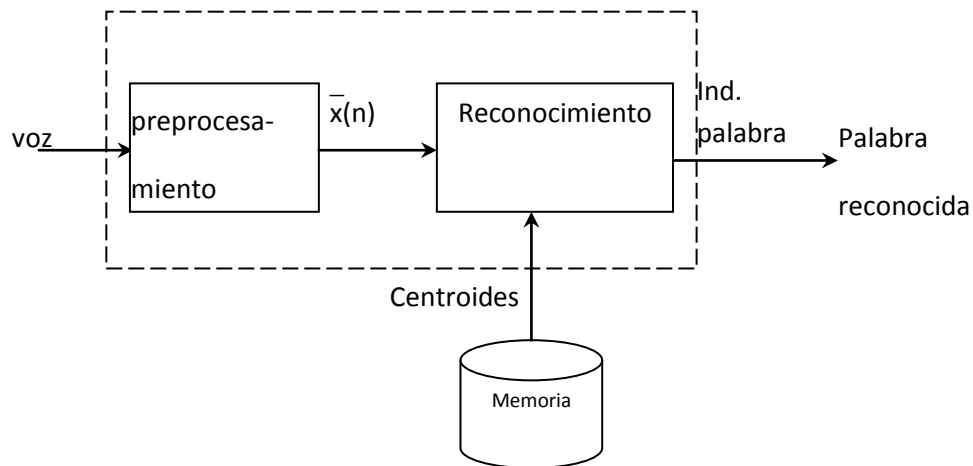 voz
preprocesa-
miento
x̅(n)
Reconocimiento
Ind.
palabra
Palabra
reconocida
Centroides
Memoria